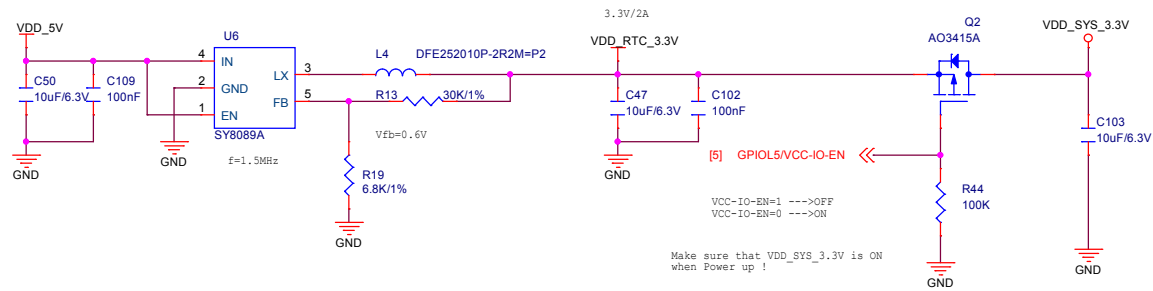 3.3V/2A
VDD_5V
U6
L4
DFE252010P-2R2M=P2
VDD_RTC_3.3V
Q2
AO3415A
VDD_SYS_3.3V
4
IN
LX
3
2
GND
FB
5
1
EN
SY8089A
f=1.5MHz
C50
10uF/6.3V
C109
100nF
GND
GND
R13
30K/1%
Vfb=0.6V
R19
6.8K/1%
GND
C47
10uF/6.3V
C102
100nF
GND
[5] GPIOL5/VCC-IO-EN
C103
10uF/6.3V
R44
100K
GND
GND
VCC-IO-EN=1 --->OFF
VCC-IO-EN=0 --->ON
Make sure that VDD_SYS_3.3V is ON
when Power up !